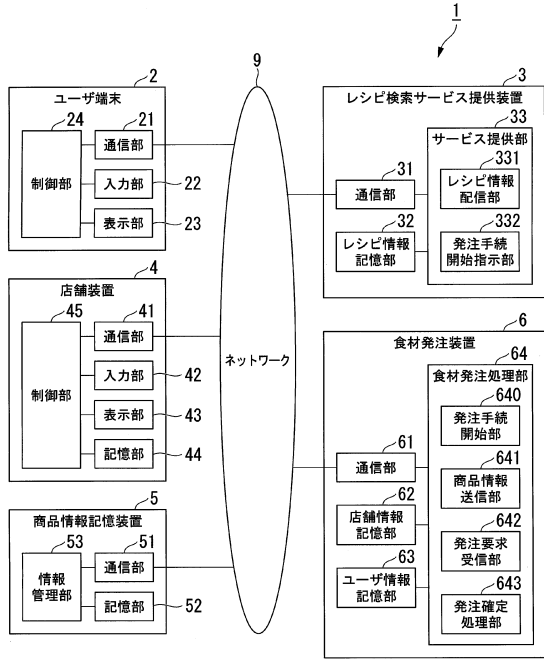 1
2
ユーザ端末
24
制御部
21
通信部
入力部
22
表示部
23
4
店舗装置
45
制御部
41
通信部
入力部
42
表示部
43
記憶部
44
5
商品情報記憶装置
53
情報
管理部
51
通信部
記憶部
52
9
ネットワーク
3
レシピ検索サービス提供装置
33
サービス提供部
31
通信部
32
レシピ情報
記憶部
331
レシピ情報
配信部
332
発注手続
開始指示部
6
食材発注装置
64
食材発注処理部
61
通信部
62
店舗情報
記憶部
63
ユーザ情報
記憶部
640
発注手続
開始部
641
商品情報
送信部
642
発注要求
受信部
643
発注確定
処理部